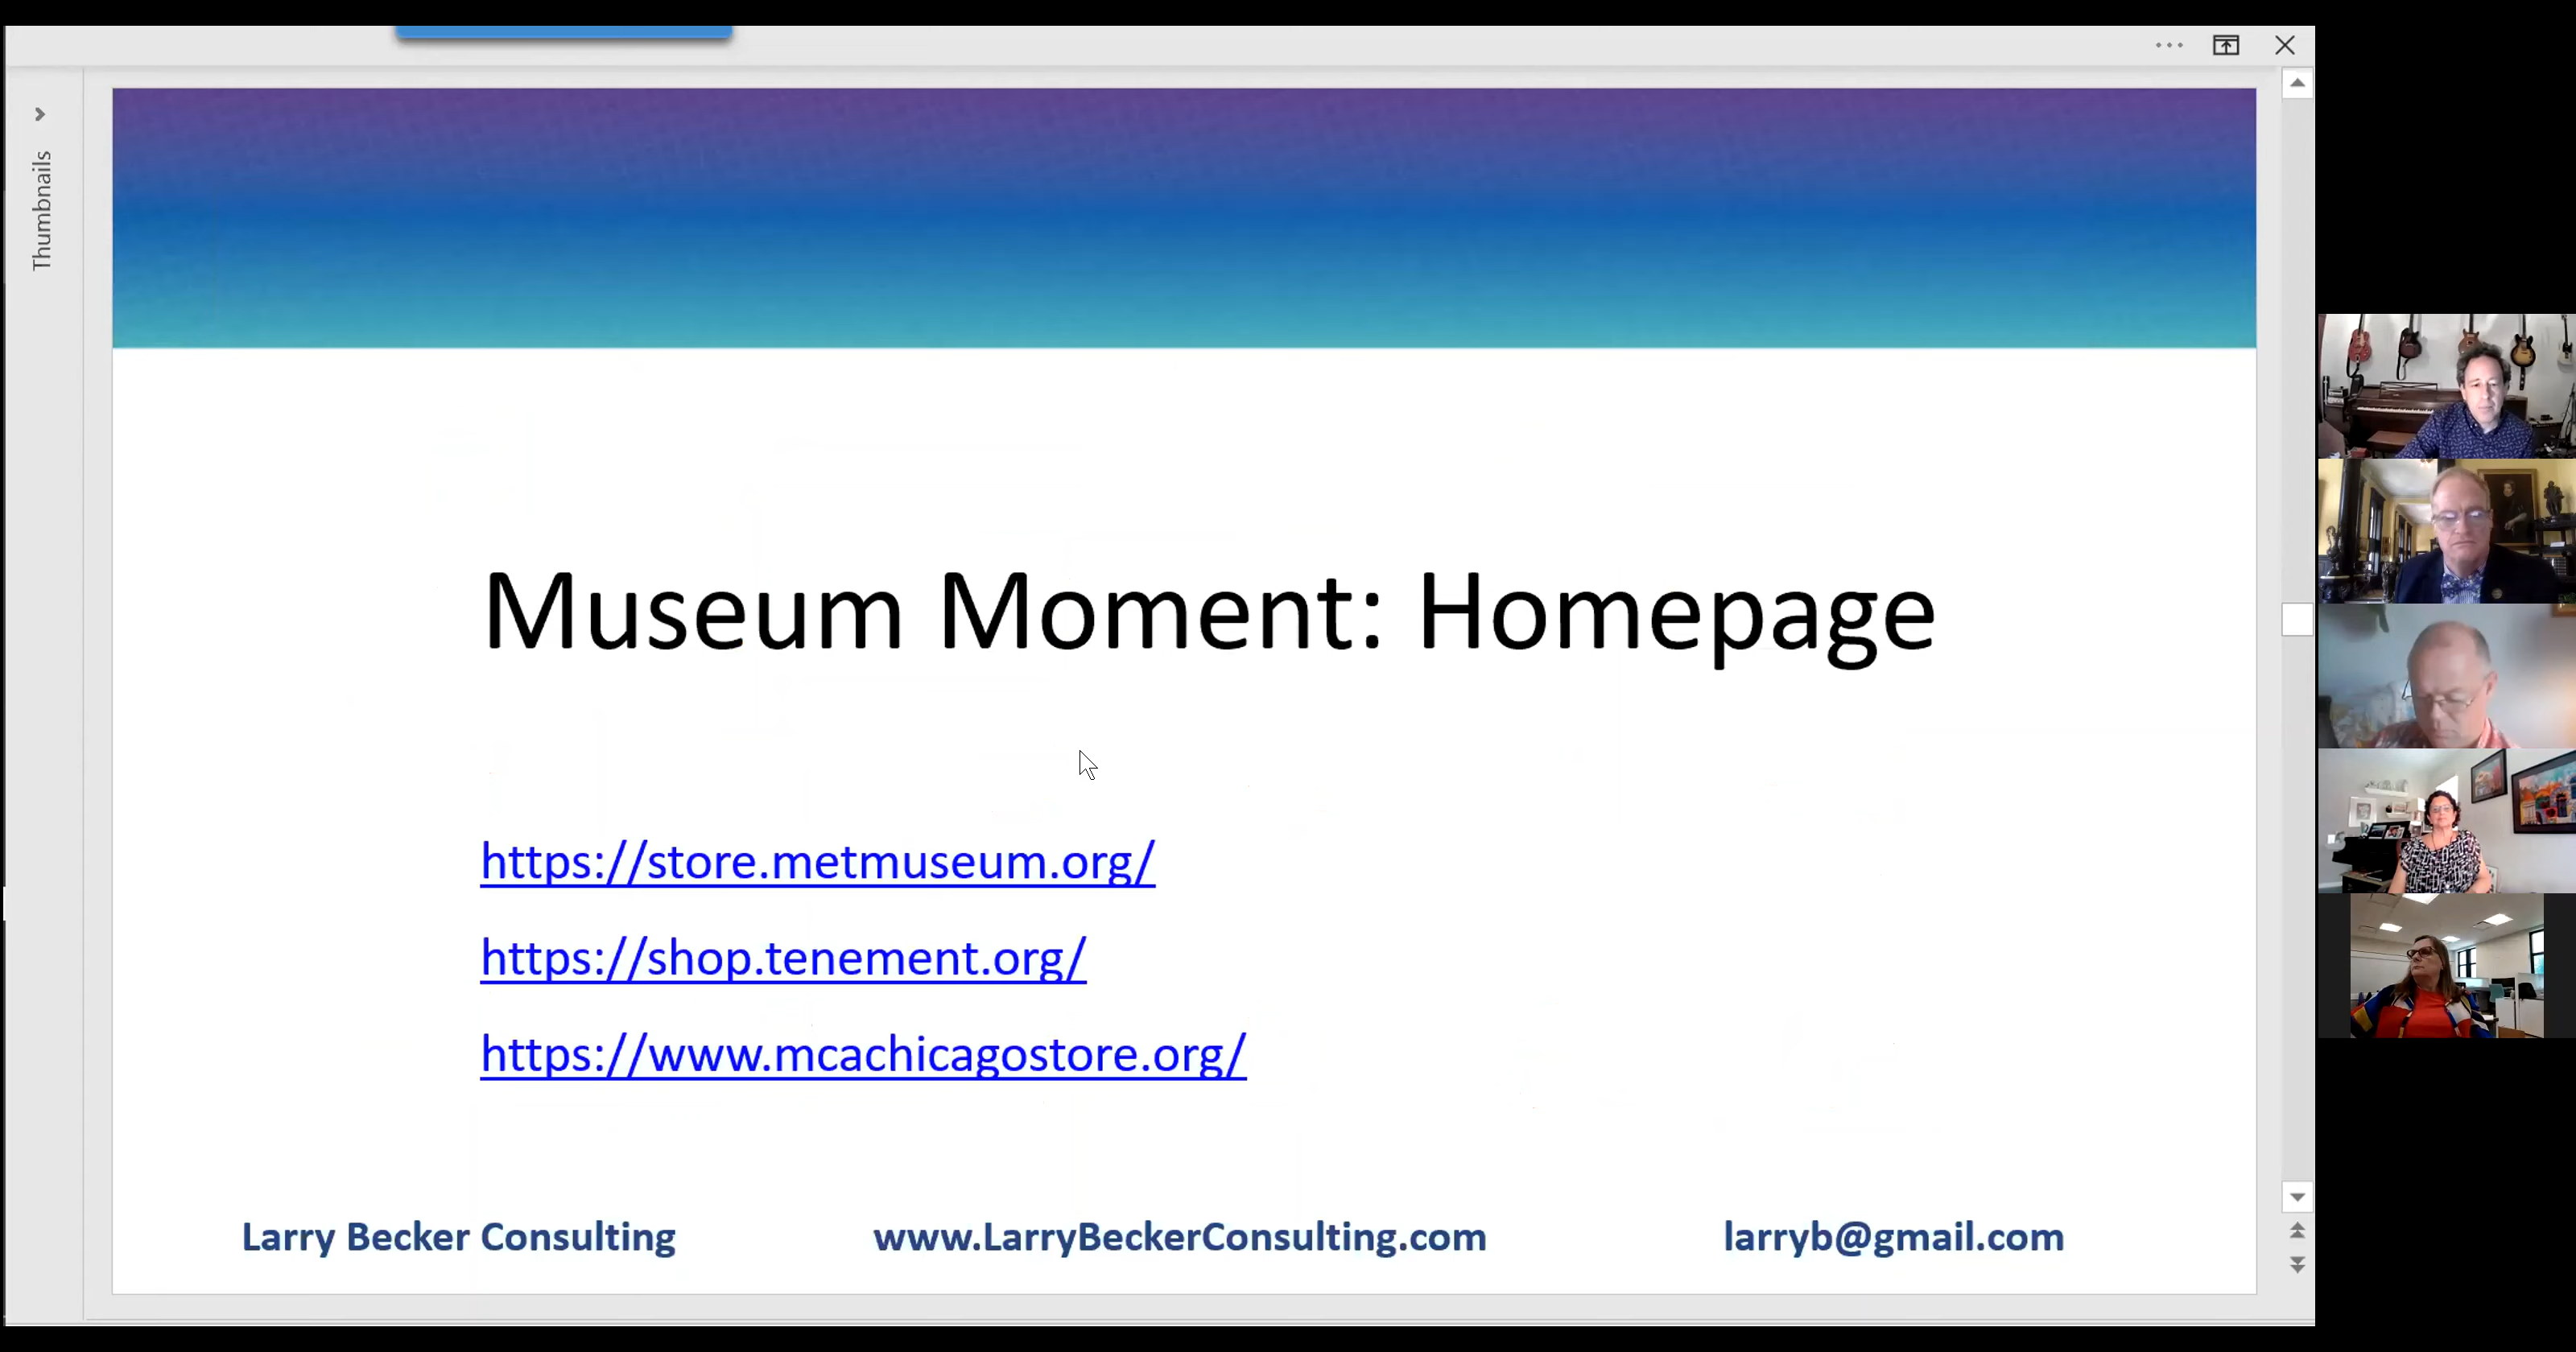 Thumbnails
Museum Moment: Homepage
https://store.metmuseum.org/
https://shop.tenement.org/
https://www.mcachicagostore.org/
Larry Becker Consulting
www.LarryBeckerConsulting.com
larryb@gmail.com